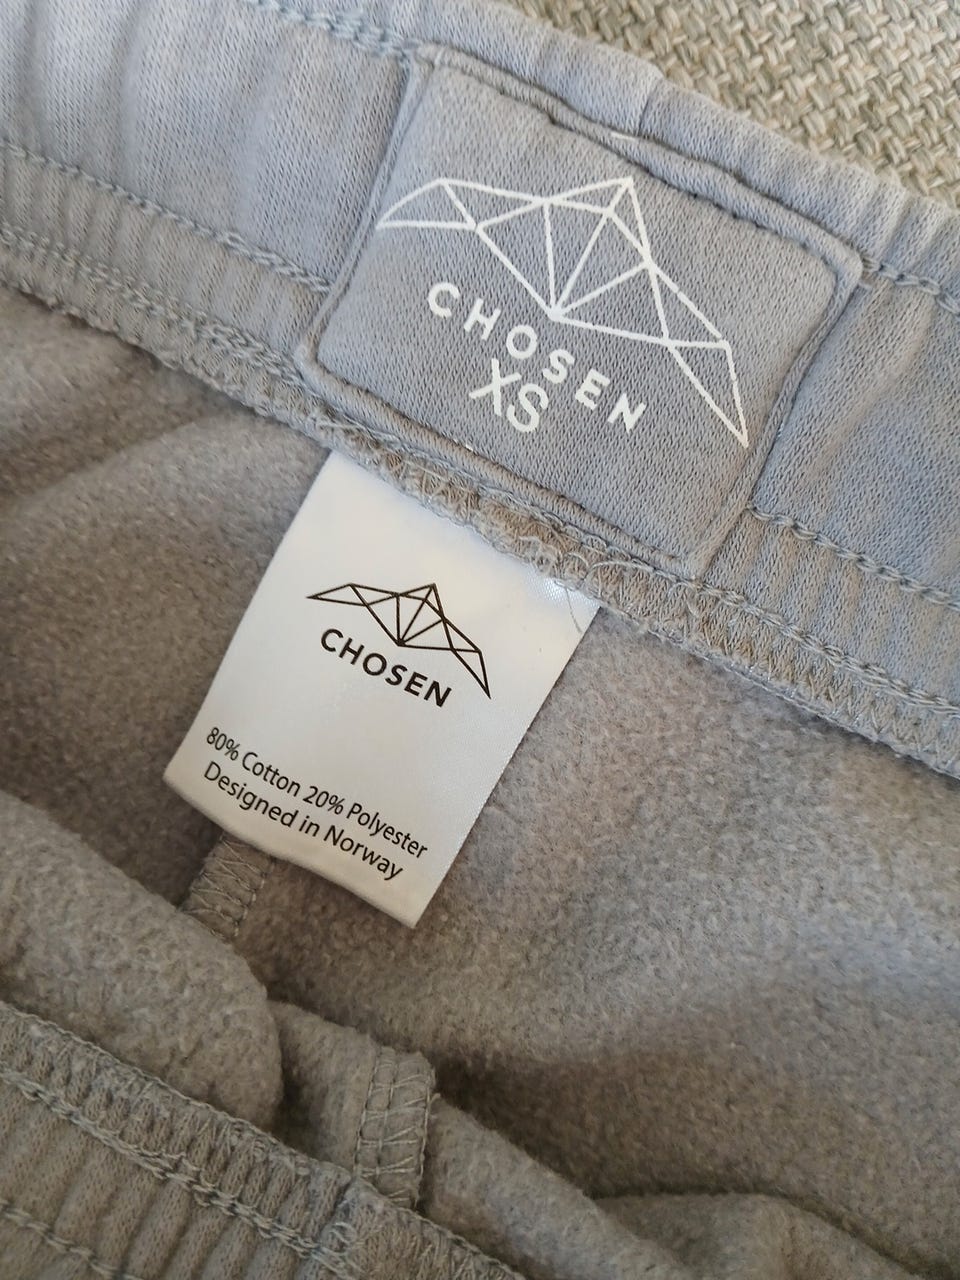 CHOSEN
XS
CHOSEN
80% Cotton 20% Polyester
Designed in Norway